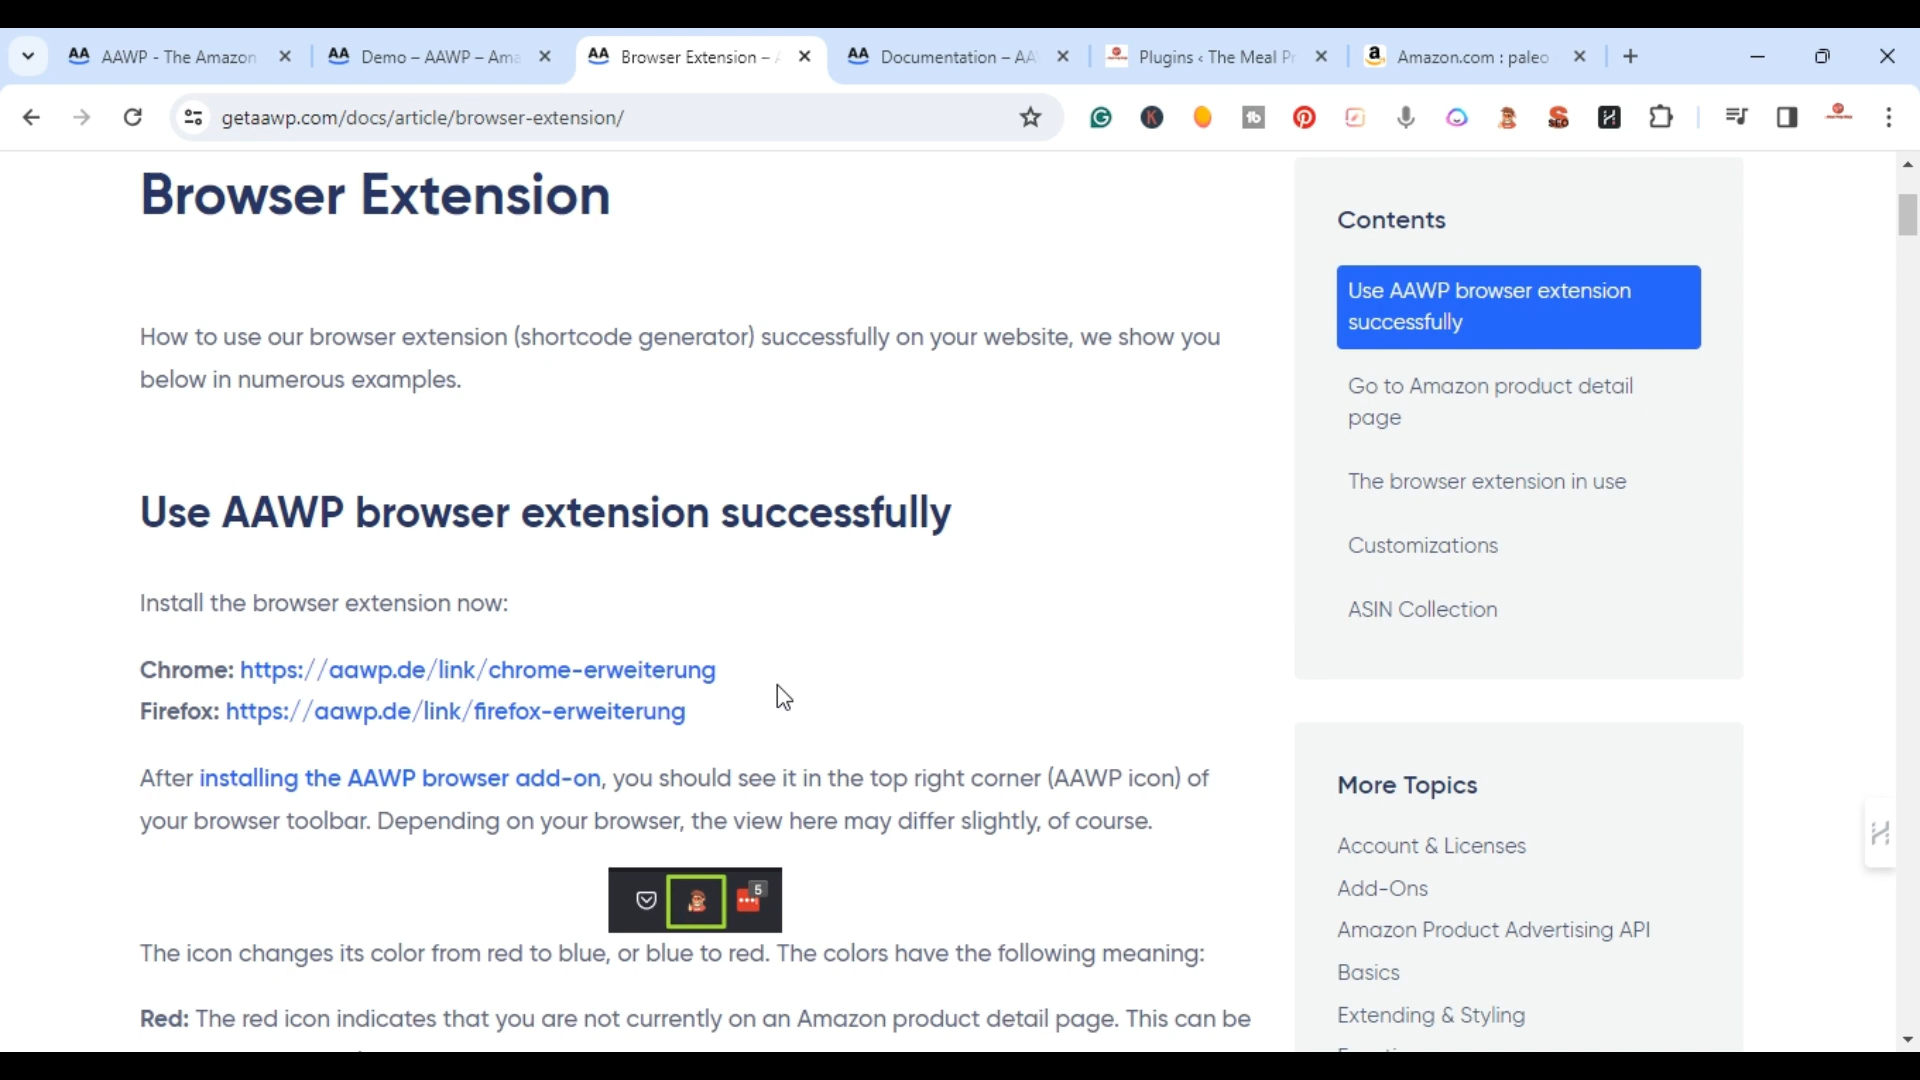 AA AAWP - The Amazon
AA Demo – AAWP – Ama
AA Browser Extension –
AA Documentation – AA
Plugins ‹ The Meal Pr
a Amazon.com : paleo
getaawp.com/docs/article/browser-extension/
Browser Extension
How to use our browser extension (shortcode generator) successfully on your website, we show you
below in numerous examples.
Use AAWP browser extension successfully
Install the browser extension now:
Chrome: https://aawp.de/link/chrome-erweiterung
Firefox: https://aawp.de/link/firefox-erweiterung
After installing the AAWP browser add-on, you should see it in the top right corner (AAWP icon) of
your browser toolbar. Depending on your browser, the view here may differ slightly, of course.
5
The icon changes its color from red to blue, or blue to red. The colors have the following meaning:
Red: The red icon indicates that you are not currently on an Amazon product detail page. This can be
Contents
Use AAWP browser extension
successfully
Go to Amazon product detail
page
The browser extension in use
Customizations
ASIN Collection
More Topics
Account & Licenses
Add-Ons
Amazon Product Advertising API
Basics
Extending & Styling